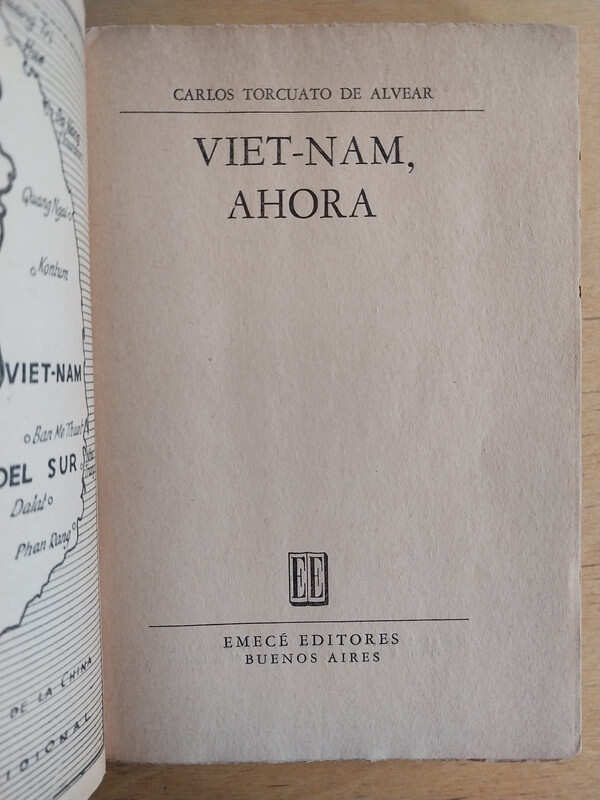 Hue
Quang Ngai
Kontum
VIET-NAM
Ban Me Thuot
DEL SUR
Dalat
Phan Rang
DE LA CHINA
CARLOS TORCUATO DE ALVEAR
VIET-NAM,
AHORA
EE
EMECÉ EDITORES
BUENOS AIRES